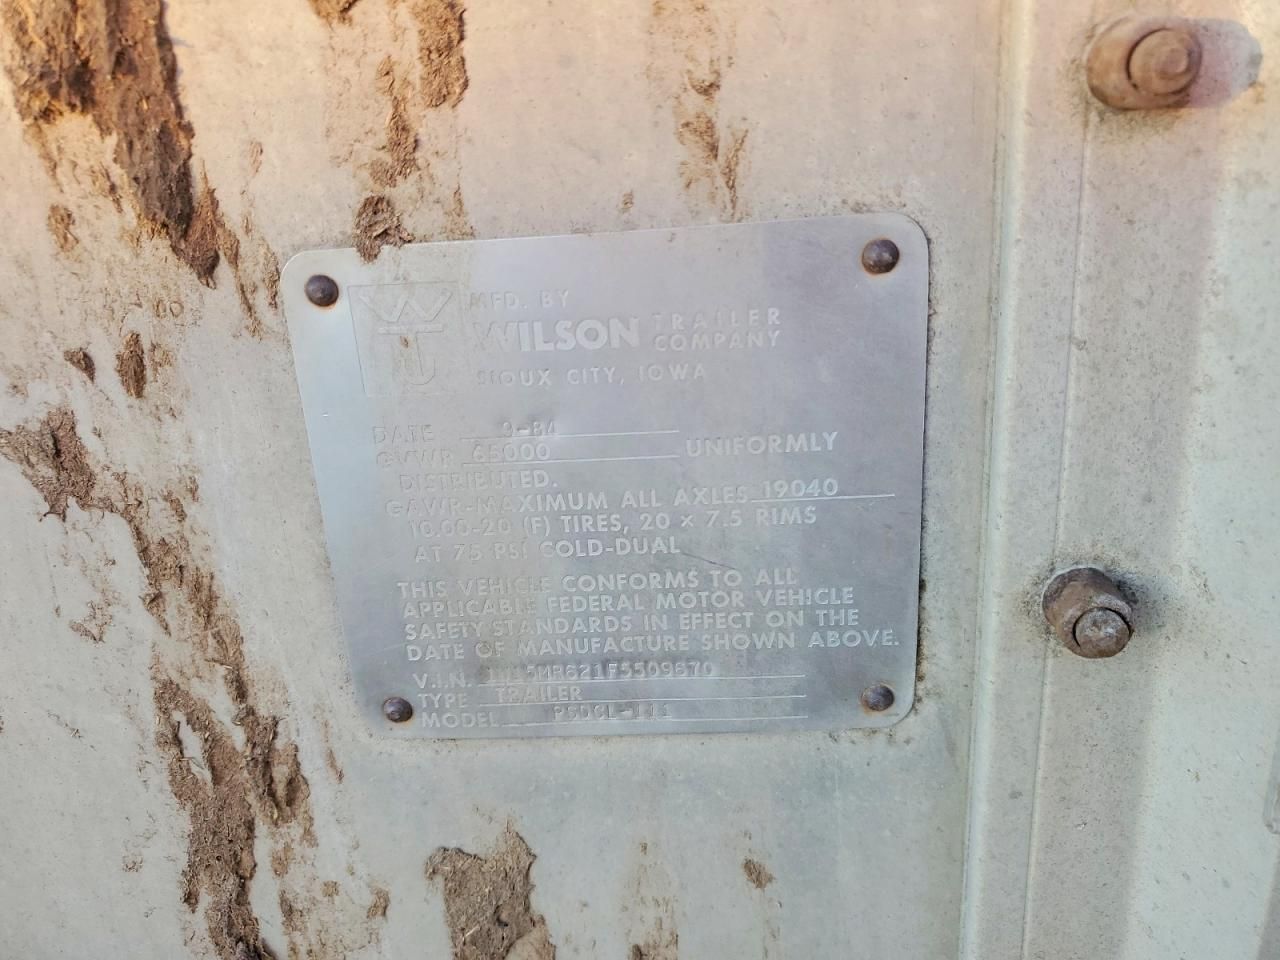 MFD. BY
WILSON TRAILER COMPANY
SIOUX CITY, IOWA
DATE 9-84
GVWR 65000 UNIFORMLY
DISTRIBUTED.
GAWR-MAXIMUM ALL AXLES 19040
10.00-20 (F) TIRES, 20 x 7.5 RIMS
AT 75 PSI COLD-DUAL
THIS VEHICLE CONFORMS TO ALL
APPLICABLE FEDERAL MOTOR VEHICLE
SAFETY STANDARDS IN EFFECT ON THE
DATE OF MANUFACTURE SHOWN ABOVE.
V.I.N.
TYPE TRAILER
MODEL PSDCL-111